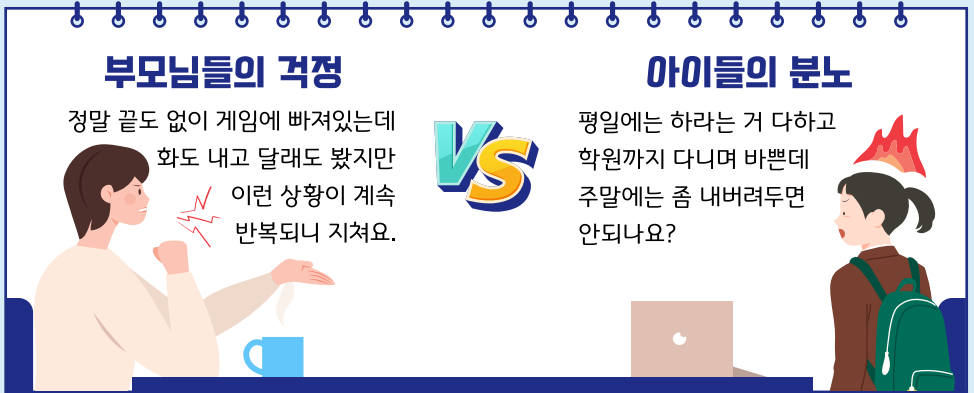 부모님들의 걱정
정말 끝도 없이 게임에 빠져있는데
화도 내고 달래도 봤지만
이런 상황이 계속
반복되니 지쳐요.
VS
아이들의 분노
평일에는 하라는 거 다하고
학원까지 다니며 바쁜데
주말에는 좀 내버려두면
안되나요?